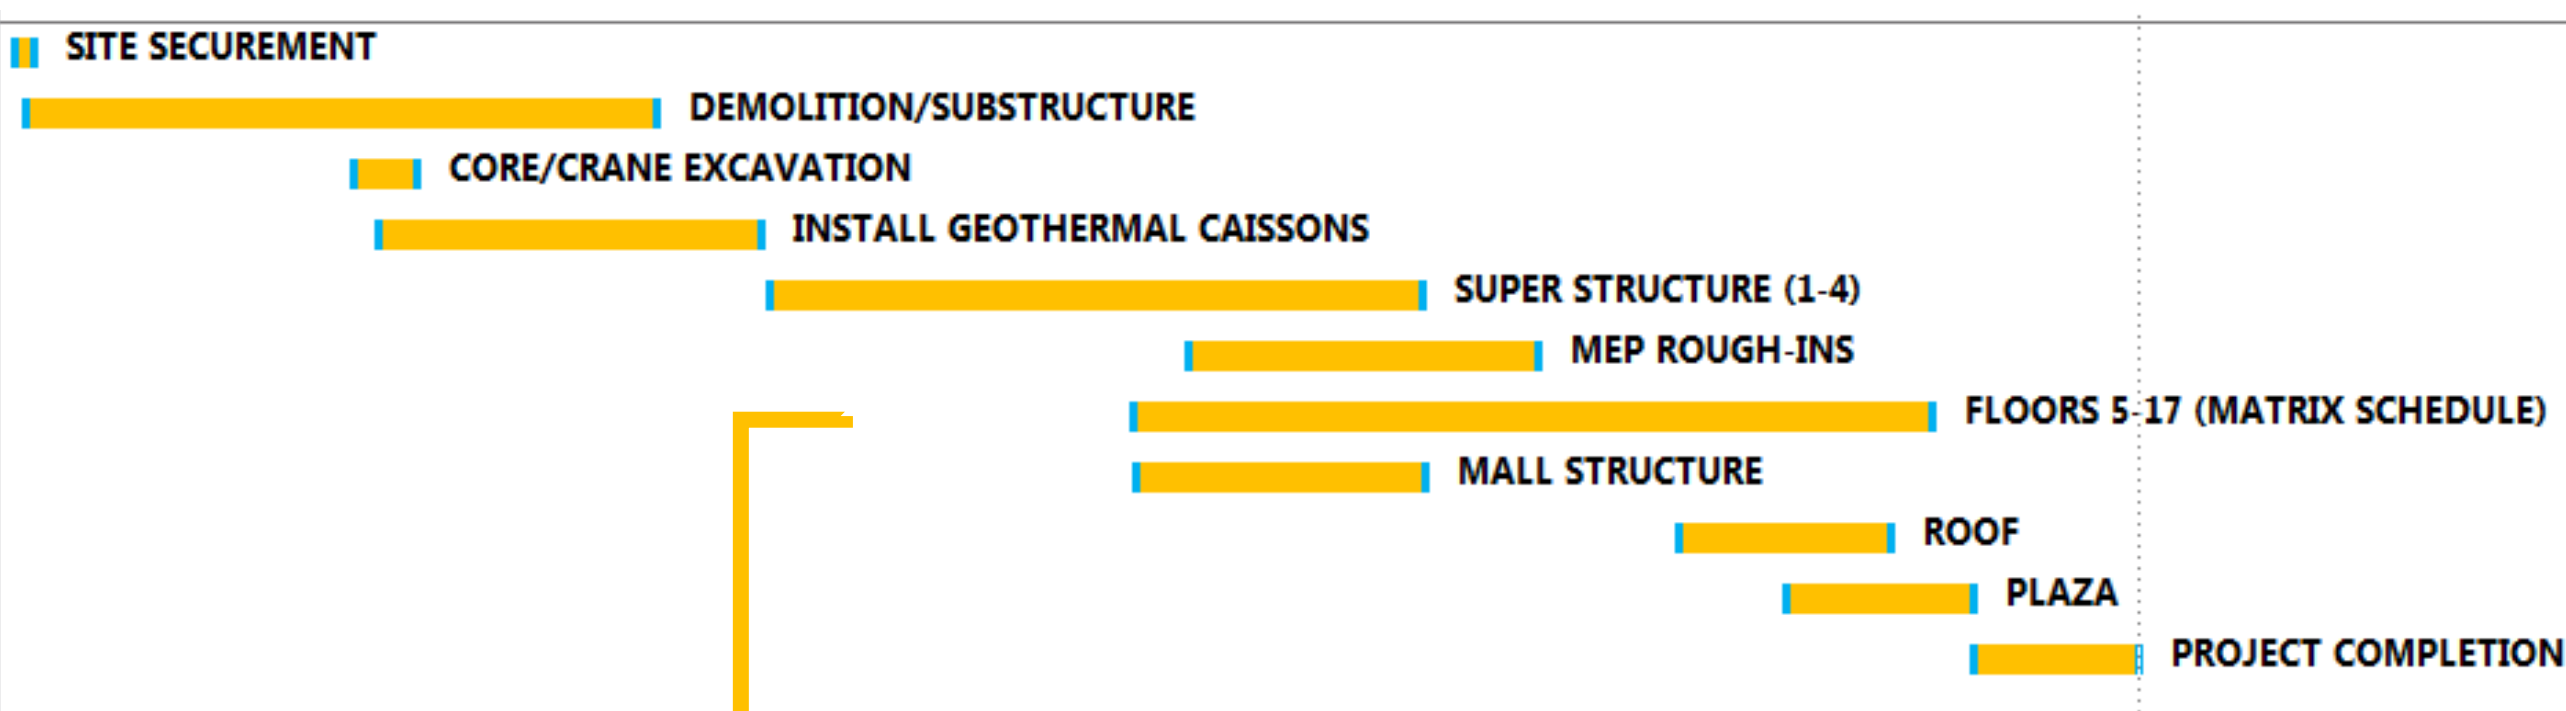 SITE SECUREMENT
DEMOLITION/SUBSTRUCTURE
CORE/CRANE EXCAVATION
INSTALL GEOTHERMAL CAISSONS
SUPER STRUCTURE (1-4)
MEP ROUGH-INS
FLOORS 5-17 (MATRIX SCHEDULE)
MALL STRUCTURE
ROOF
PLAZA
PROJECT COMPLETION